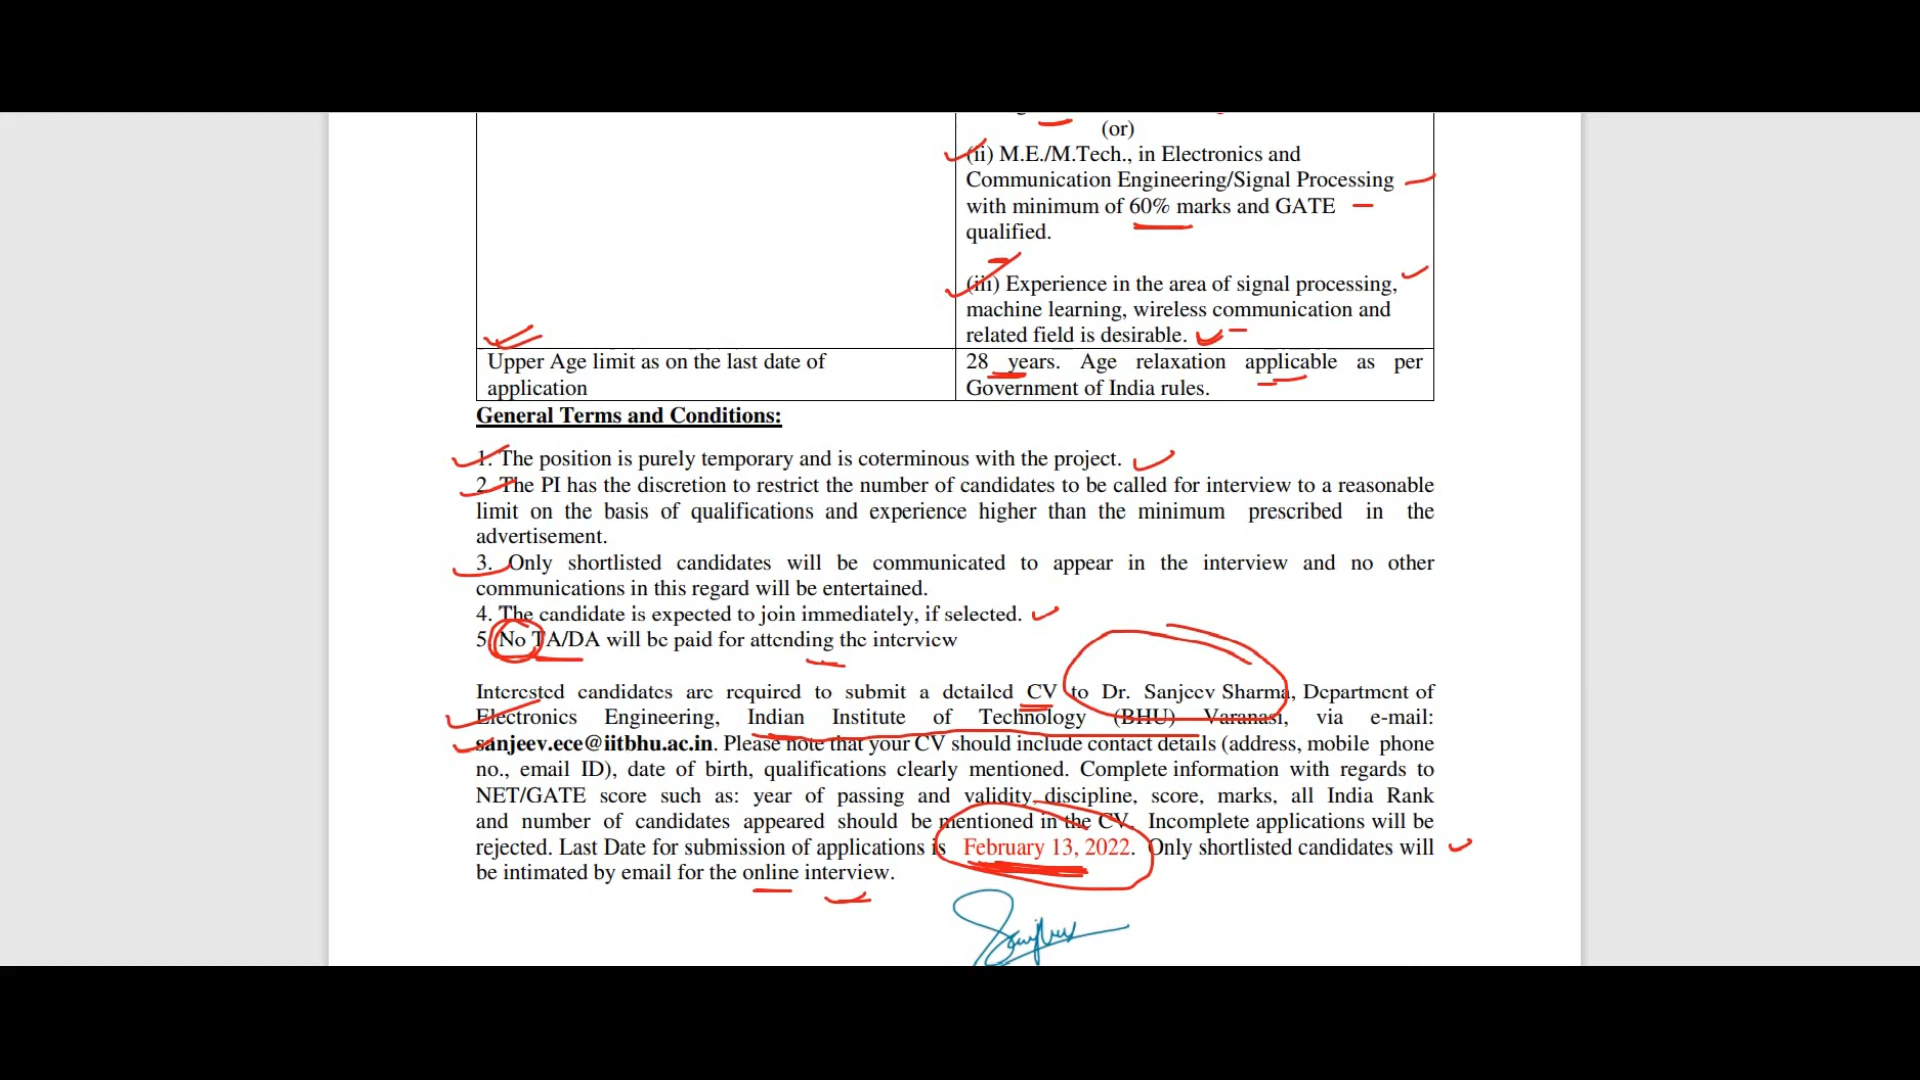 (or)
(ii) M.E./M.Tech., in Electronics and
Communication Engineering/Signal Processing
with minimum of 60% marks and GATE
qualified.
(iii) Experience in the area of signal processing,
machine learning, wireless communication and
related field is desirable.
Upper Age limit as on the last date of
application
28 years. Age relaxation applicable as per
Government of India rules.
General Terms and Conditions:
1. The position is purely temporary and is coterminous with the project.
2. The PI has the discretion to restrict the number of candidates to be called for interview to a reasonable
limit on the basis of qualifications and experience higher than the minimum prescribed in the
advertisement.
3. Only shortlisted candidates will be communicated to appear in the interview and no other
communications in this regard will be entertained.
4. The candidate is expected to join immediately, if selected.
5. No TA/DA will be paid for attending the interview
Interested candidates are required to submit a detailed CV to Dr. Sanjeev Sharma, Department of
Electronics Engineering, Indian Institute of Technology (BHU) Varanasi, via e-mail:
sanjeev.ece@iitbhu.ac.in. Please note that your CV should include contact details (address, mobile phone
no., email ID), date of birth, qualifications clearly mentioned. Complete information with regards to
NET/GATE score such as: year of passing and validity, discipline, score, marks, all India Rank
and number of candidates appeared should be mentioned in the CV. Incomplete applications will be
rejected. Last Date for submission of applications is February 13, 2022. Only shortlisted candidates will
be intimated by email for the online interview.